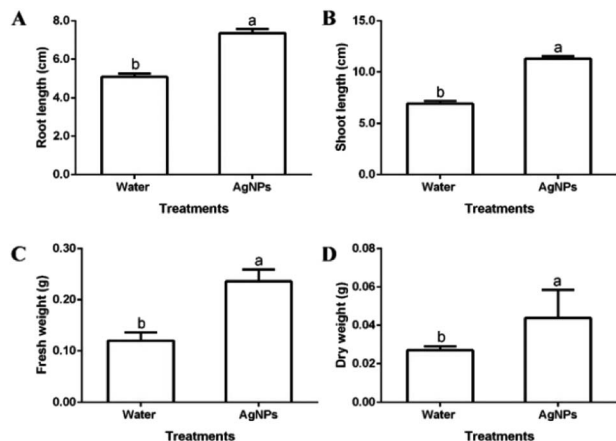 A
Root length (cm)
8.0
6.0
4.0
2.0
0.0
b
a
Water
AgNPs
Treatments
B
Shoot length (cm)
15.0
10.0
5.0
0.0
b
a
Water
AgNPs
Treatments
C
Fresh weight (g)
0.30
0.20
0.10
0.00
b
a
Water
AgNPs
Treatments
D
Dry weight (g)
0.08
0.06
0.04
0.02
0.00
b
a
Water
AgNPs
Treatments